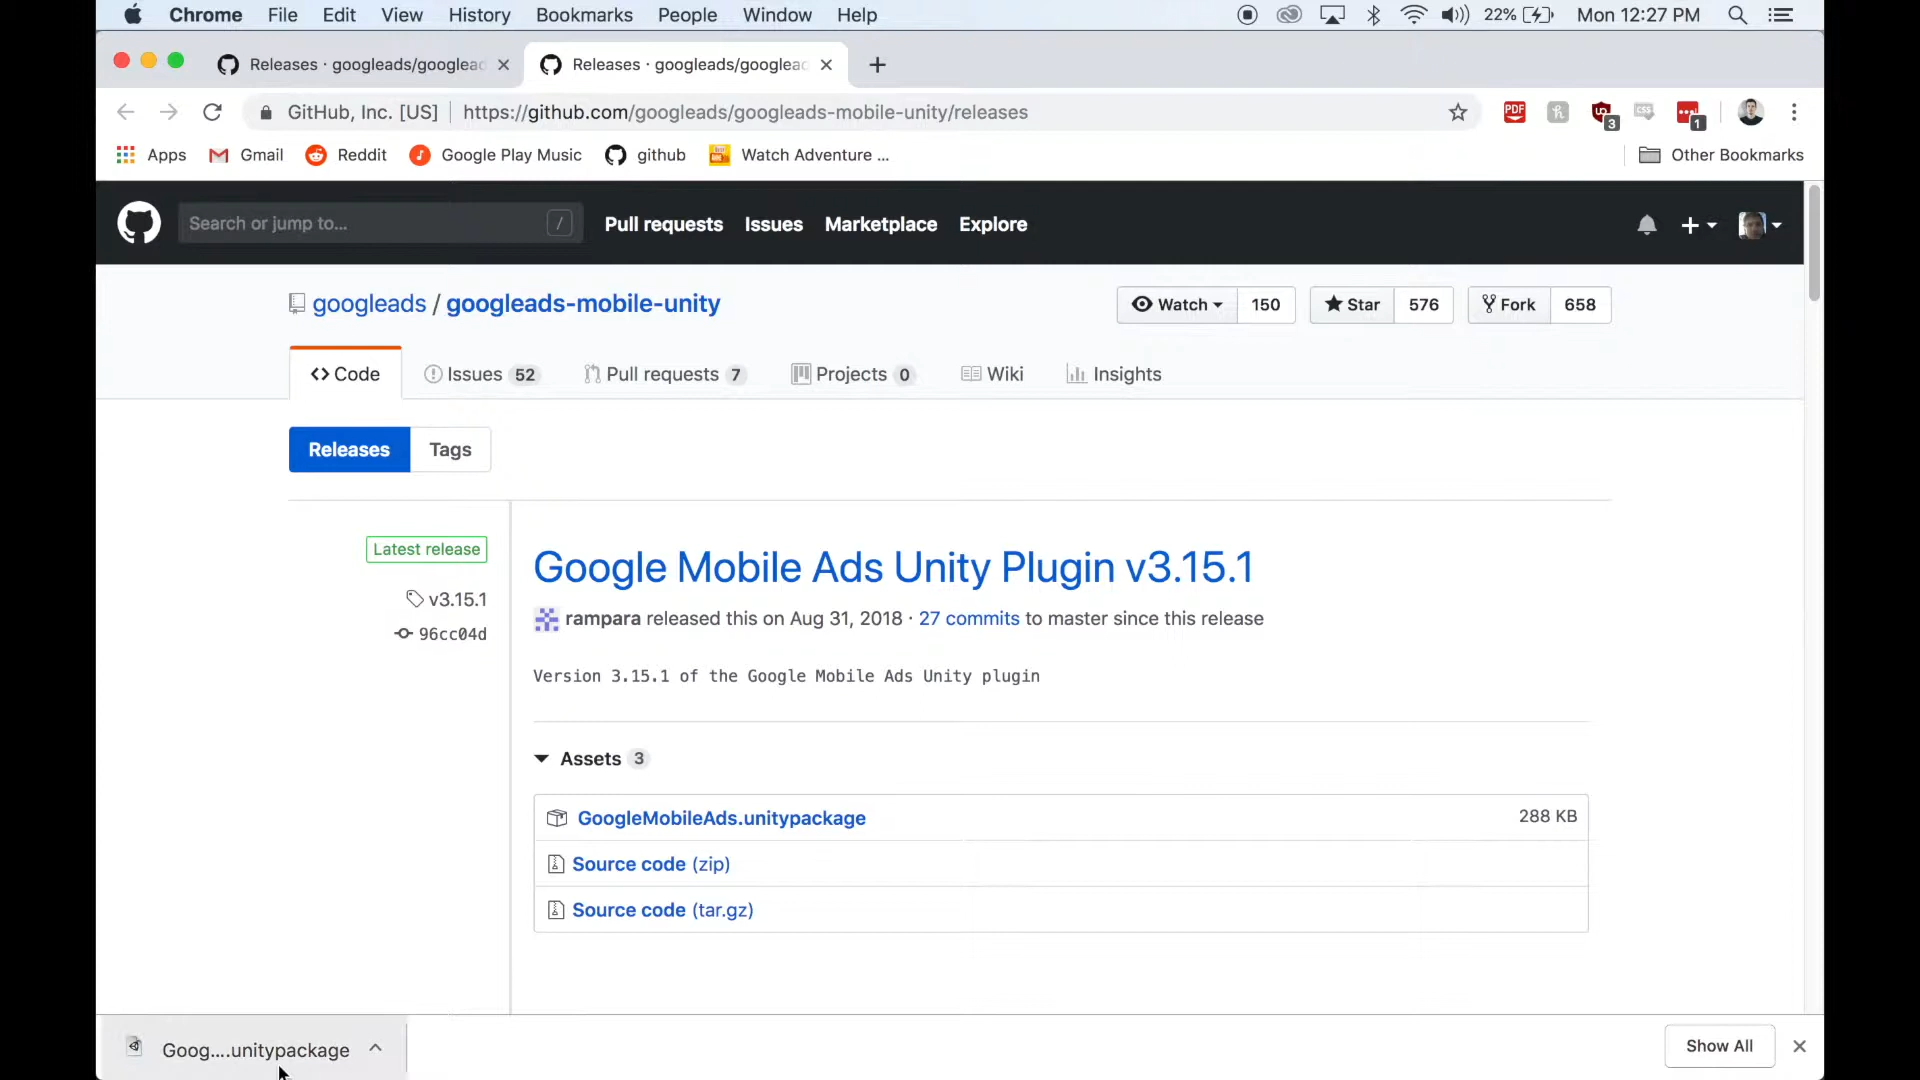 Chrome File Edit View History Bookmarks People Window Help 22% Mon 12:27 PM
Releases · googleads/googlead Releases · googleads/googlead
GitHub, Inc. [US] https://github.com/googleads/googleads-mobile-unity/releases PDF 3 CSS 1
Apps Gmail Reddit Google Play Music github Watch Adventure ... Other Bookmarks
Search or jump to... / Pull requests Issues Marketplace Explore
googleads / googleads-mobile-unity Watch 150 Star 576 Fork 658
Code Issues 52 Pull requests 7 Projects 0 Wiki Insights
Releases Tags
Latest release
v3.15.1
96cc04d
Google Mobile Ads Unity Plugin v3.15.1
rampara released this on Aug 31, 2018 · 27 commits to master since this release
Version 3.15.1 of the Google Mobile Ads Unity plugin
Assets 3
GoogleMobileAds.unitypackage 288 KB
Source code (zip)
Source code (tar.gz)
Goog....unitypackage Show All